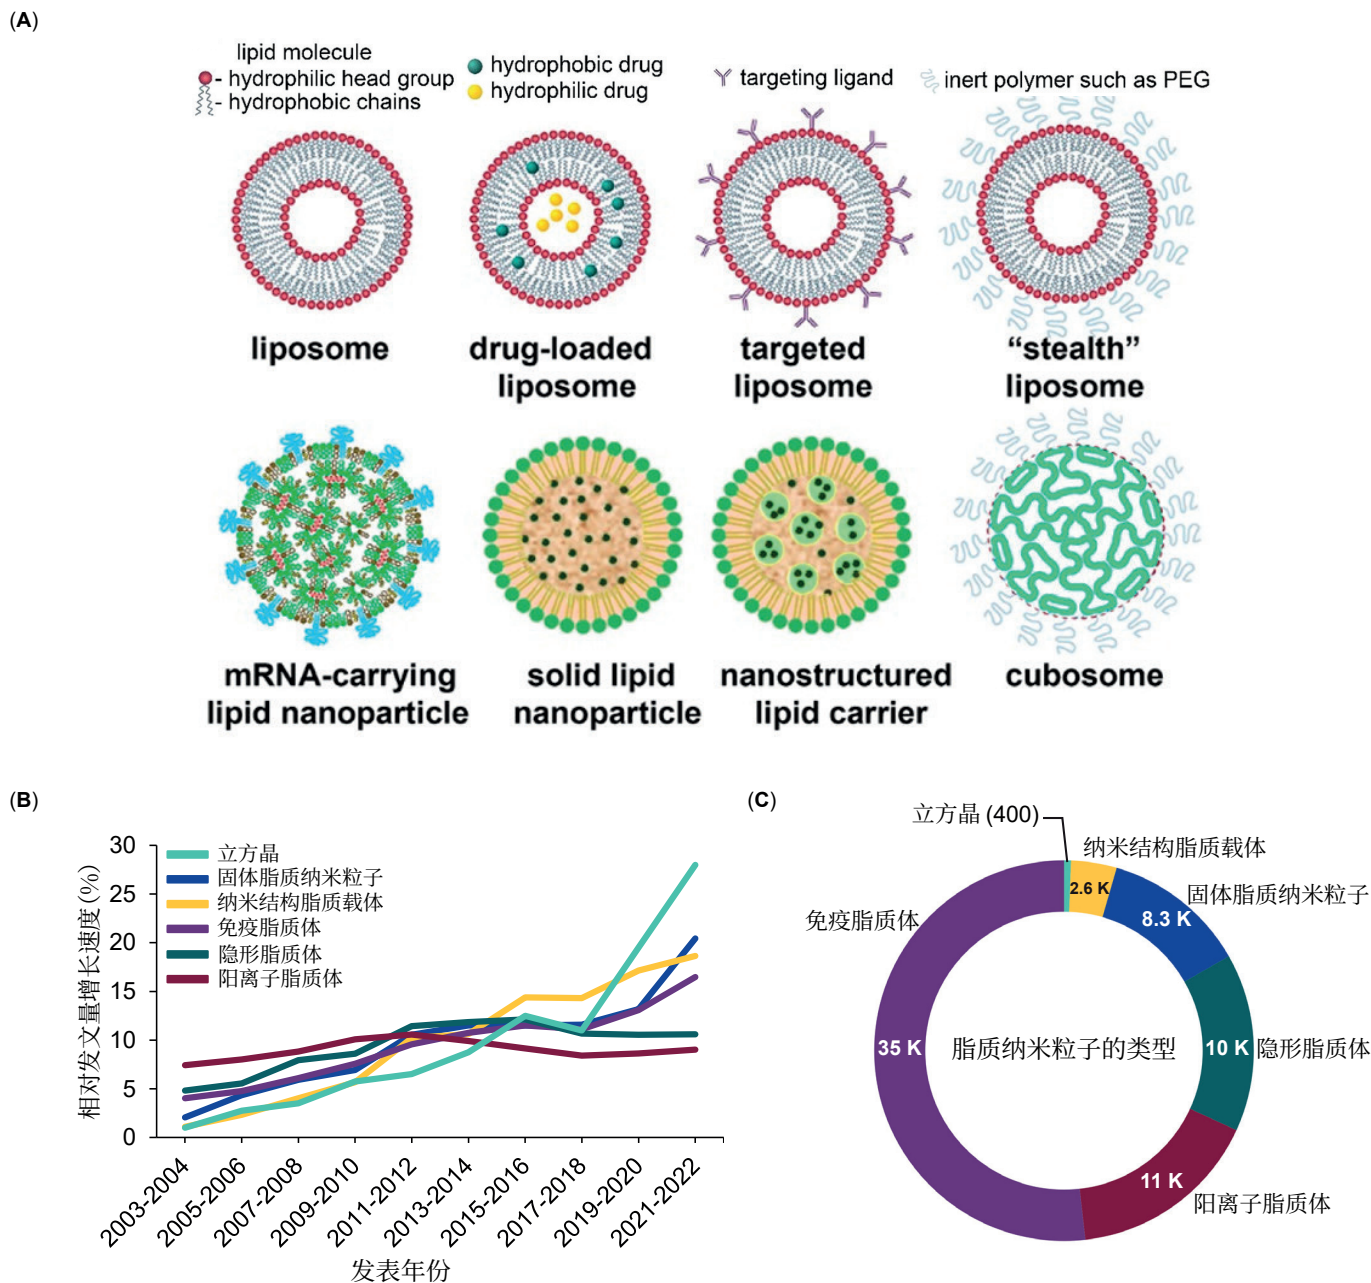 (A)
lipid molecule
- hydrophilic head group
- hydrophobic chains
hydrophobic drug
hydrophilic drug
targeting ligand
inert polymer such as PEG
liposome
drug-loaded
liposome
targeted
liposome
“stealth”
liposome
mRNA-carrying
lipid nanoparticle
solid lipid
nanoparticle
nanostructured
lipid carrier
cubosome
(B)
相对发文量增长速度(%)
30
25
20
15
10
5
0
立方晶
固体脂质纳米粒子
纳米结构脂质载体
免疫脂质体
隐形脂质体
阳离子脂质体
2003-2004
2005-2006
2007-2008
2009-2010
2011-2012
2013-2014
2015-2016
2017-2018
2019-2020
2021-2022
发表年份
(C)
立方晶 (400)
纳米结构脂质载体
2.6 K
固体脂质纳米粒子
8.3 K
免疫脂质体
35 K
脂质纳米粒子的类型
10 K
隐形脂质体
11 K
阳离子脂质体